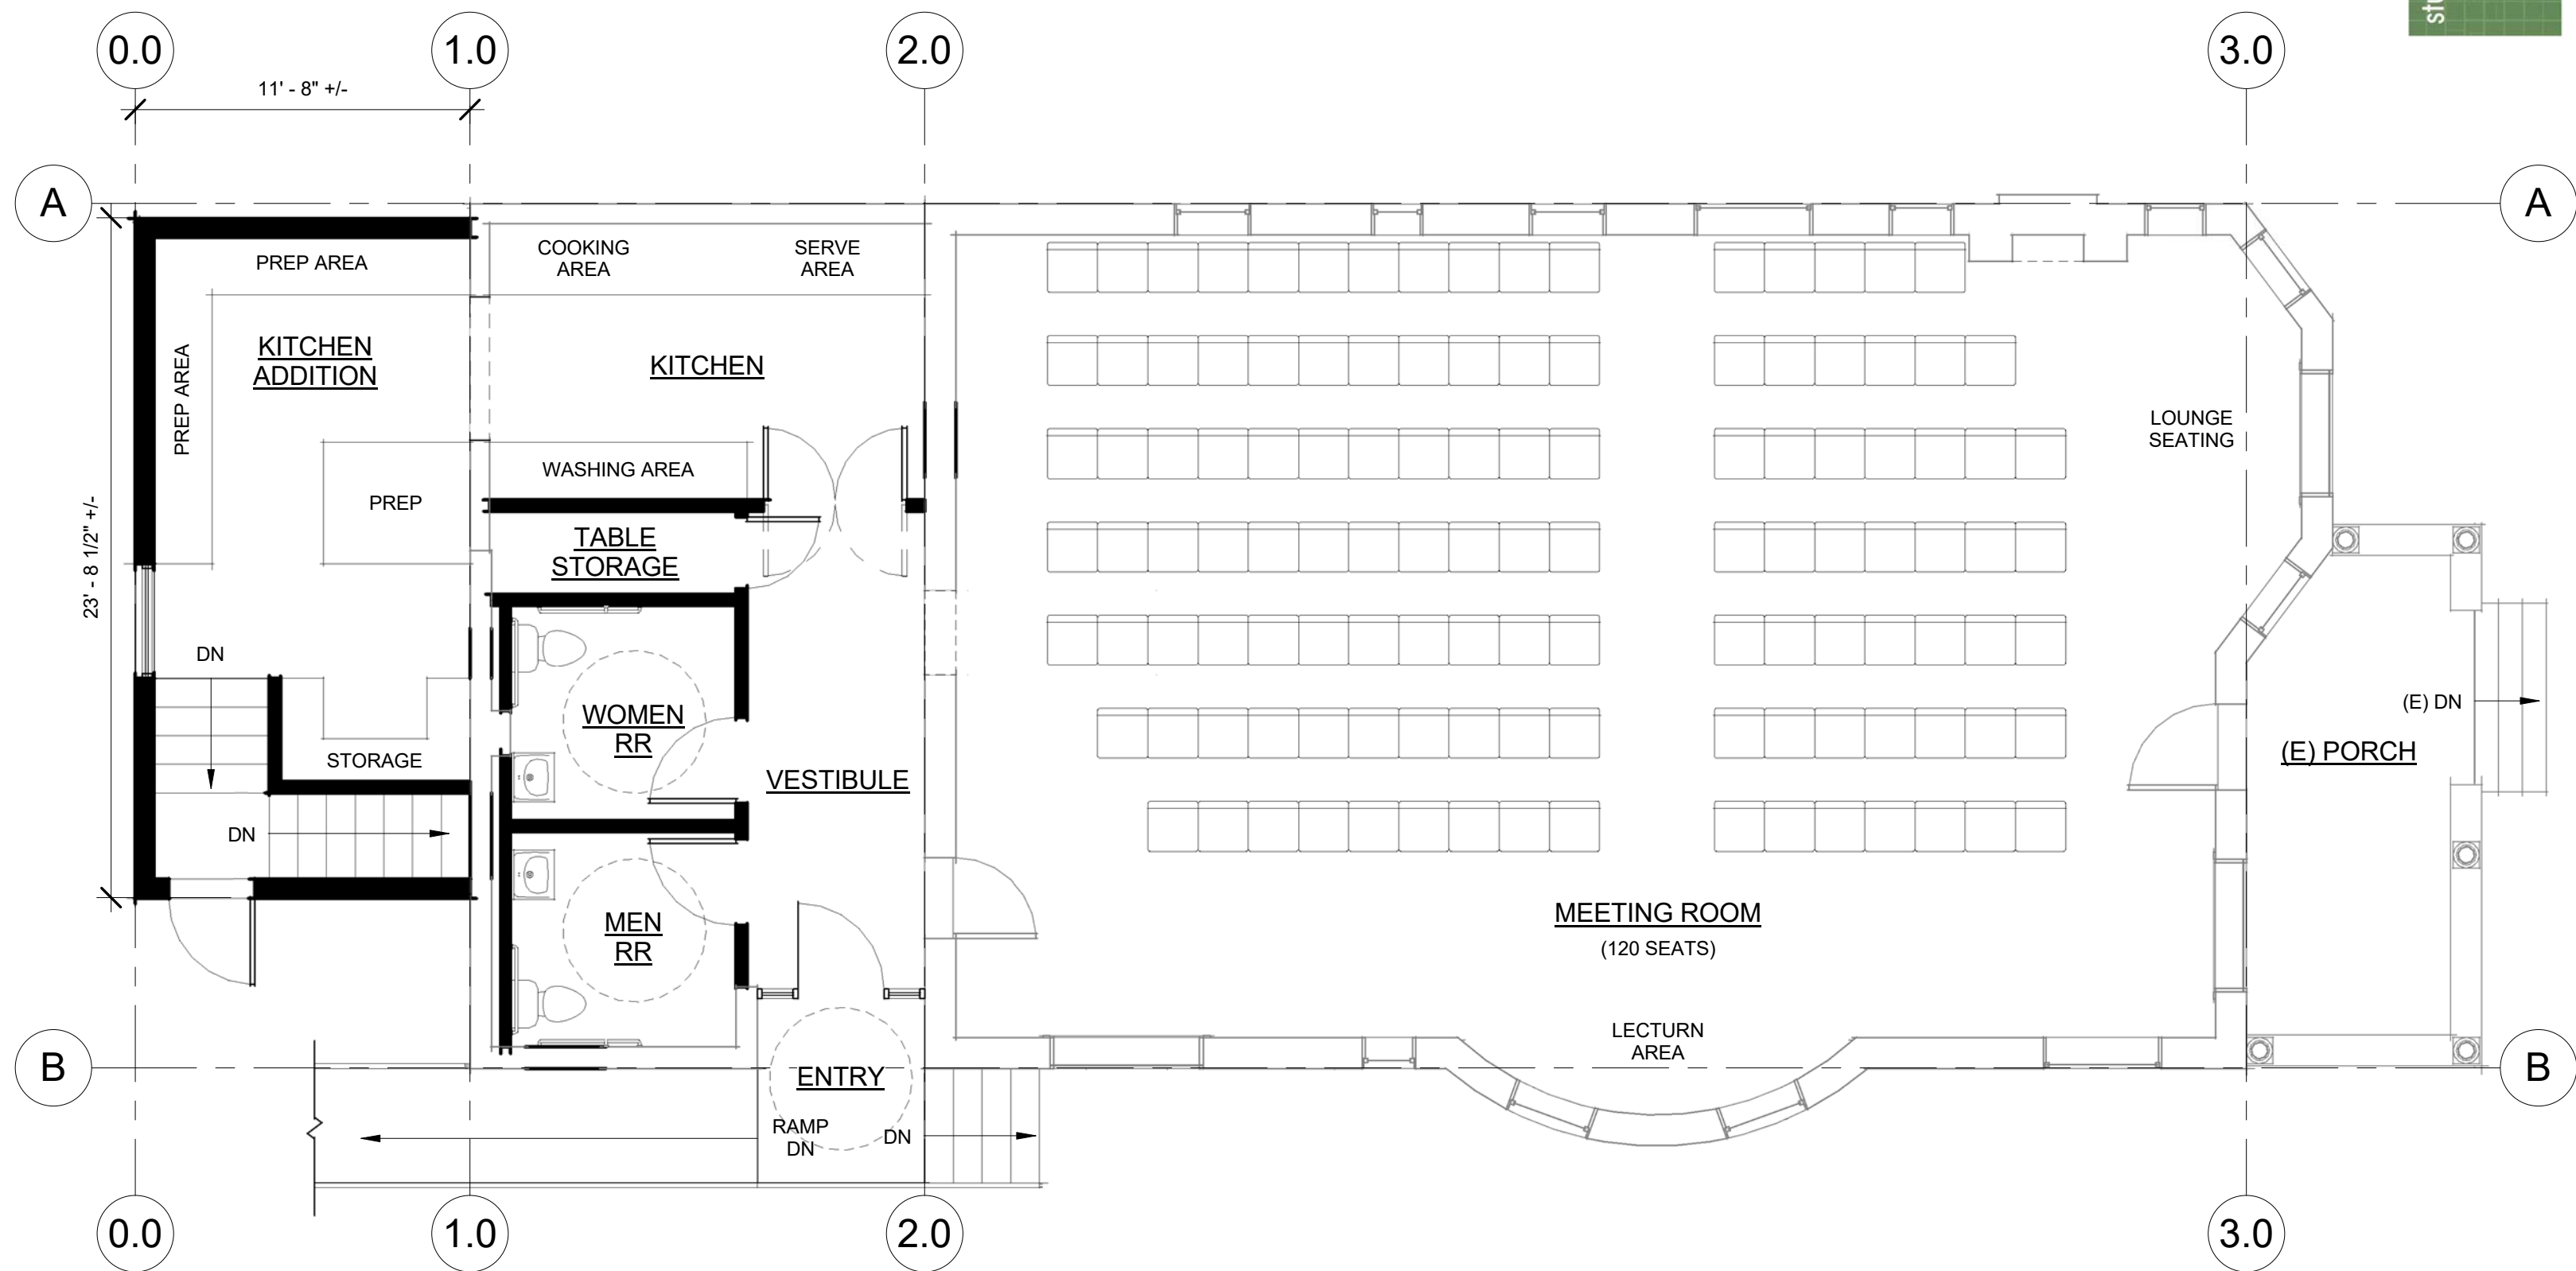 0.0
1.0
2.0
3.0
stu
11' - 8" +/-
A
A
COOKING
AREA
SERVE
AREA
PREP AREA
KITCHEN
ADDITION
KITCHEN
PREP AREA
LOUNGE
SEATING
WASHING AREA
PREP
TABLE
STORAGE
23' - 8 1/2" +/-
DN
WOMEN
RR
(E) DN
(E) PORCH
STORAGE
VESTIBULE
DN
MEN
RR
MEETING ROOM
(120 SEATS)
LECTURN
AREA
B
B
ENTRY
RAMP
DN
DN
0.0
1.0
2.0
3.0